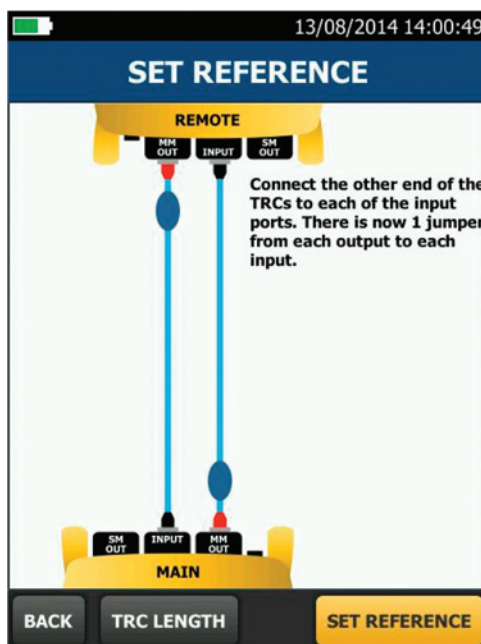 13/08/2014 14:00:49
SET REFERENCE
REMOTE
MM
OUT
INPUT
SM
OUT
Connect the other end of the
TRCs to each of the input
ports. There is now 1 jumper
from each output to each
input.
SM
OUT
INPUT
MM
OUT
MAIN
BACK
TRC LENGTH
SET REFERENCE